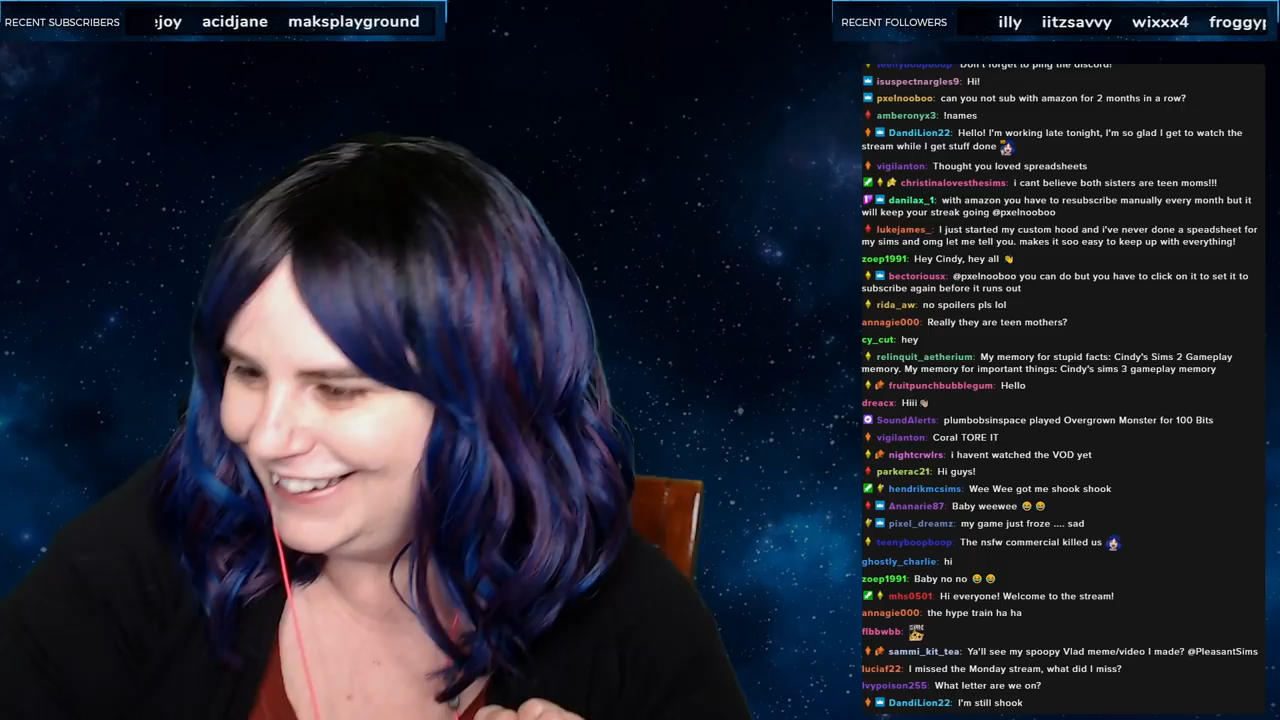 RECENT SUBSCRIBERS ejoy acidjane maksplayground
RECENT FOLLOWERS illy iitzsavvy wixxx4 froggyp
teenyboopboop: Don't forget to ping the discord!
isuspectnargles9: Hi!
pxelnooboo: can you not sub with amazon for 2 months in a row?
amberonyx3: !names
DandiLion22: Hello! I'm working late tonight, I'm so glad I get to watch the
stream while I get stuff done
vigilanton: Thought you loved spreadsheets
christinalovesthesims: i cant believe both sisters are teen moms!!!
danilax_1: with amazon you have to resubscribe manually every month but it
will keep your streak going @pxelnooboo
lukejames_: I just started my custom hood and i've never done a speadsheet for
my sims and omg let me tell you. makes it soo easy to keep up with everything!
zoep1991: Hey Cindy, hey all 👋
bectoriousx: @pxelnooboo you can do but you have to click on it to set it to
subscribe again before it runs out
rida_aw: no spoilers pls lol
annagie000: Really they are teen mothers?
cy_cut: hey
relinquit_aetherium: My memory for stupid facts: Cindy's Sims 2 Gameplay
memory. My memory for important things: Cindy's sims 3 gameplay memory
fruitpunchbubblegum: Hello
dreacx: Hiii 👋🏼
SoundAlerts: plumbobsinspace played Overgrown Monster for 100 Bits
vigilanton: Coral TORE IT
nightcrwlrs: i havent watched the VOD yet
parkerac21: Hi guys!
hendrikmcsims: Wee Wee got me shook shook
Ananarie87: Baby weewee 😂 😂
pixel_dreamz: my game just froze .... sad
teenyboopboop: The nsfw commercial killed us
ghostly_charlie: hi
zoep1991: Baby no no 😂 😂
mhs0501: Hi everyone! Welcome to the stream!
annagie000: the hype train ha ha
flbbwbb:
sammi_kit_tea: Ya'll see my spoopy Vlad meme/video I made? @PleasantSims
luciaf22: I missed the Monday stream, what did I miss?
lvypoison255: What letter are we on?
DandiLion22: I'm still shook